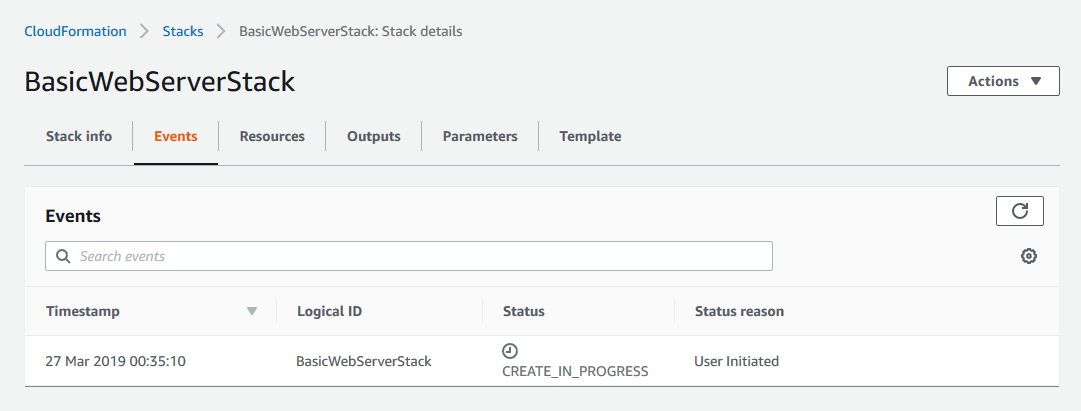 CloudFormation > Stacks > BasicWebServerStack: Stack details
BasicWebServerStack
Actions
Stack info Events Resources Outputs Parameters Template
Events
Search events
Timestamp Logical ID Status Status reason
27 Mar 2019 00:35:10 BasicWebServerStack CREATE_IN_PROGRESS User Initiated